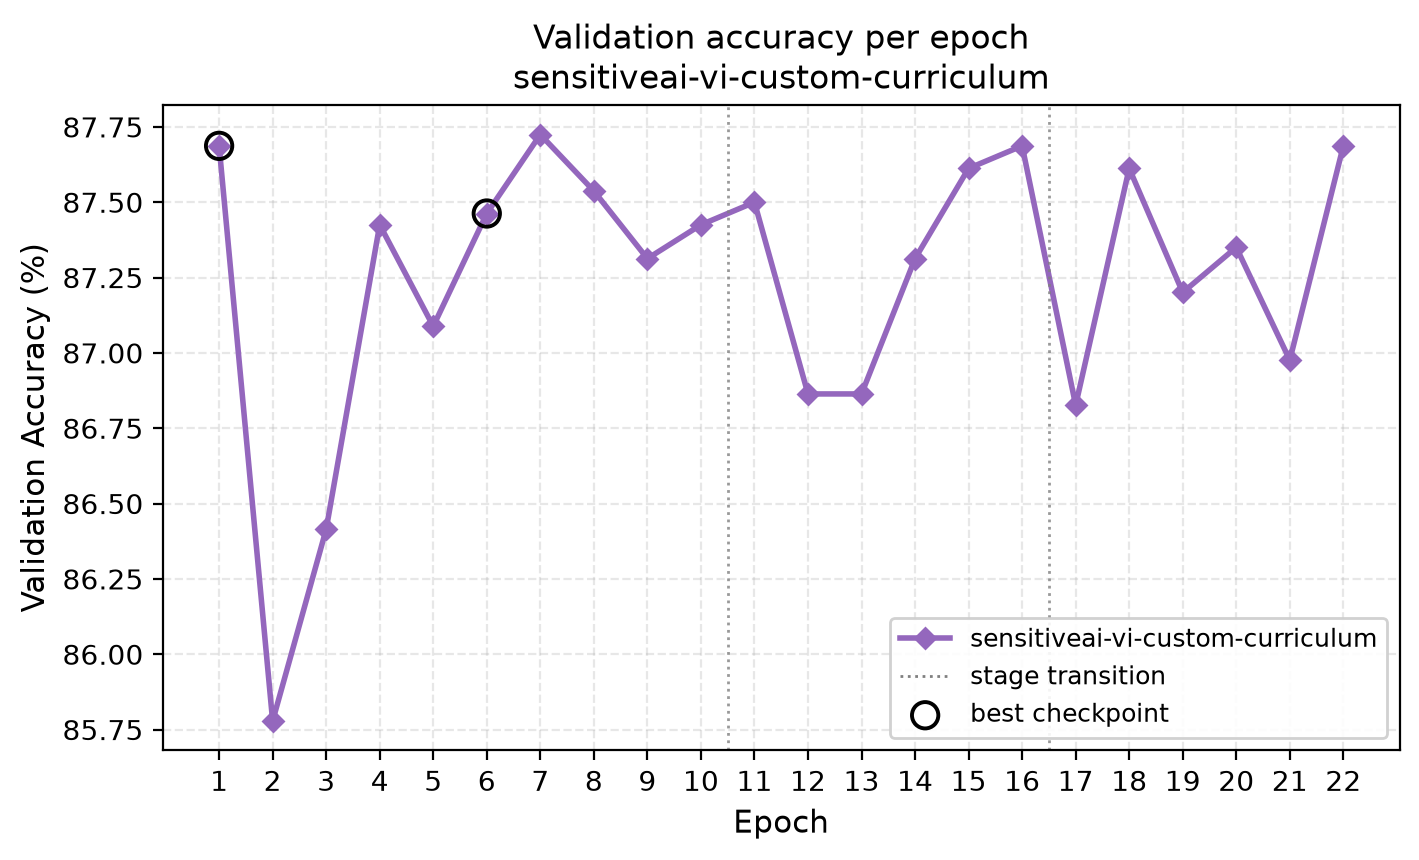 Validation accuracy per epoch
sensitiveai-vi-custom-curriculum
Validation Accuracy (%)
87.75
87.50
87.25
87.00
86.75
86.50
86.25
86.00
85.75
sensitiveai-vi-custom-curriculum
stage transition
best checkpoint
1 2 3 4 5 6 7 8 9 10 11 12 13 14 15 16 17 18 19 20 21 22
Epoch